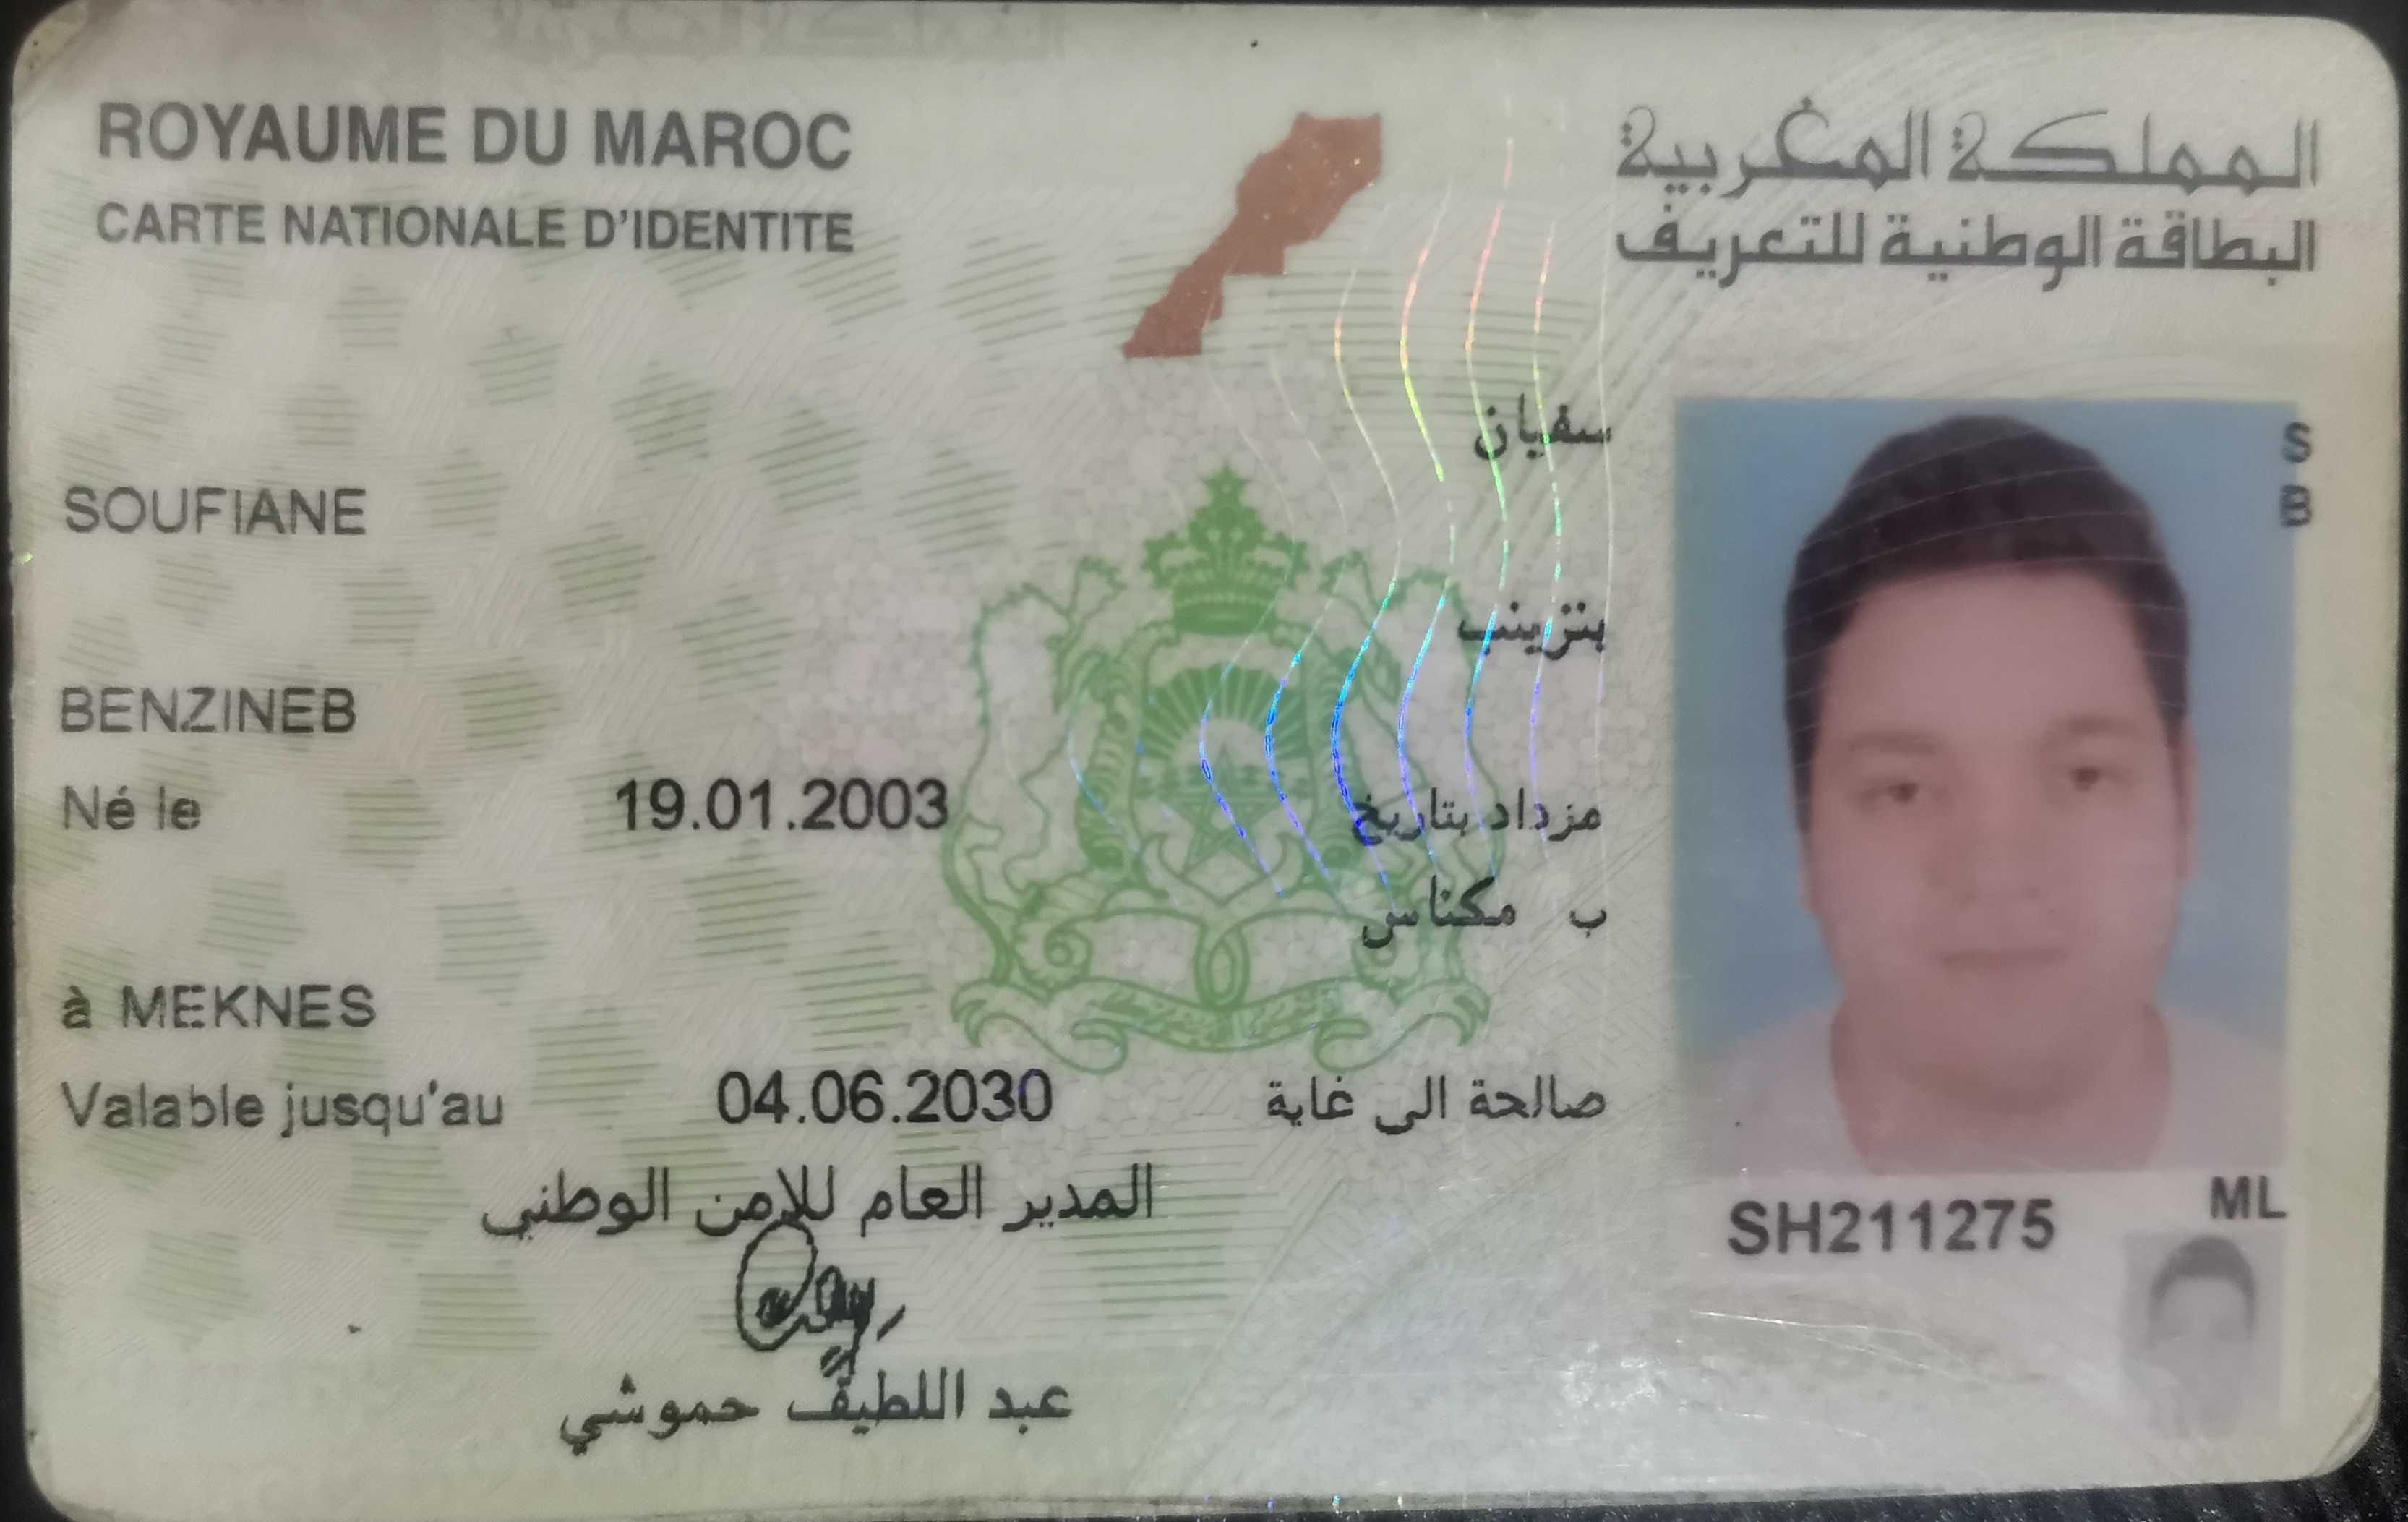 ROYAUME DU MAROC
المملكة المغربية
CARTE NATIONALE D'IDENTITE
البطاقة الوطنية للتعريف
سفيان
SOUFIANE
بنزينب
BENZINEB
Né le 19.01.2003 مزداد بتاريخ
ب مكناس
à MEKNES
Valable jusqu'au 04.06.2030 صالحة الى غاية
المدير العام للامن الوطني
عبد اللطيف حموشي
S
B
SH211275
ML